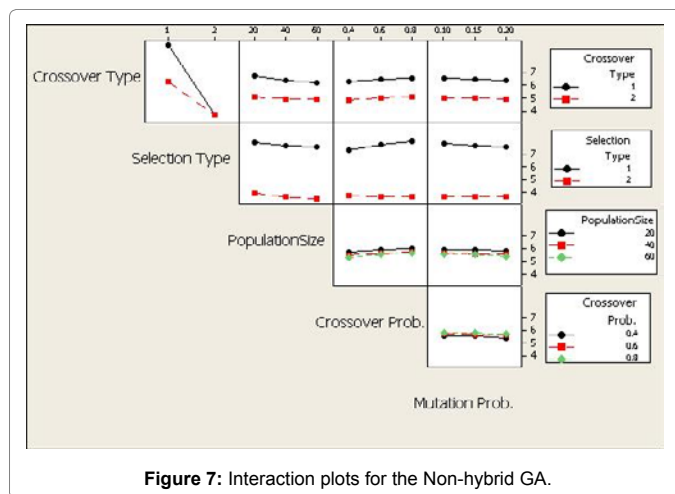 1 2 20 40 60 0.4 0.6 0.8 0.10 0.15 0.20
Crossover Type
7
6
5
4
Crossover
Type
1
2
Selection Type
7
6
5
4
Selection
Type
1
2
PopulationSize
7
6
5
4
PopulationSize
20
40
60
Crossover Prob.
7
6
5
4
Crossover
Prob.
0.4
0.6
0.8
Mutation Prob.
Figure 7: Interaction plots for the Non-hybrid GA.